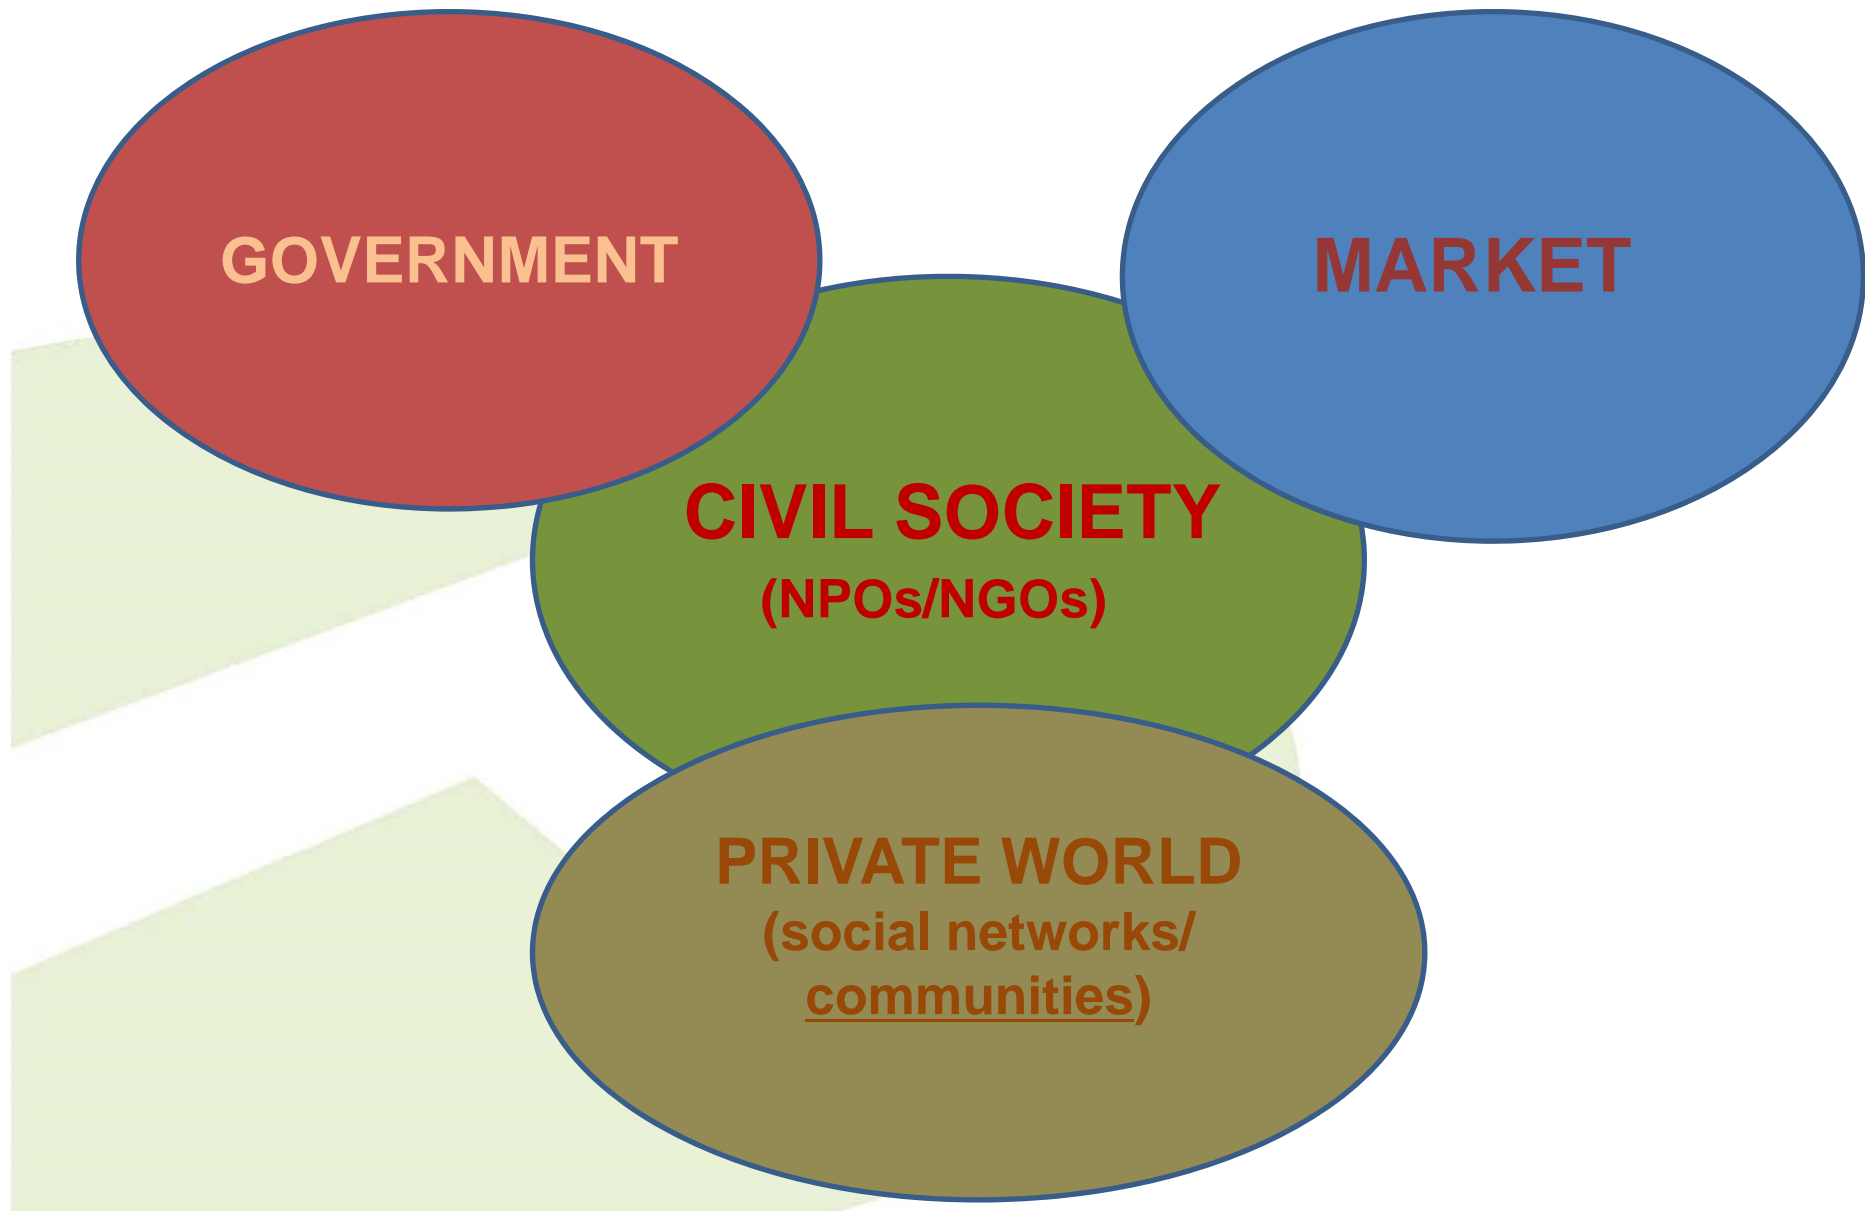 GOVERNMENT
MARKET
CIVIL SOCIETY
(NPOs/NGOs)
PRIVATE WORLD
(social networks/
communities)